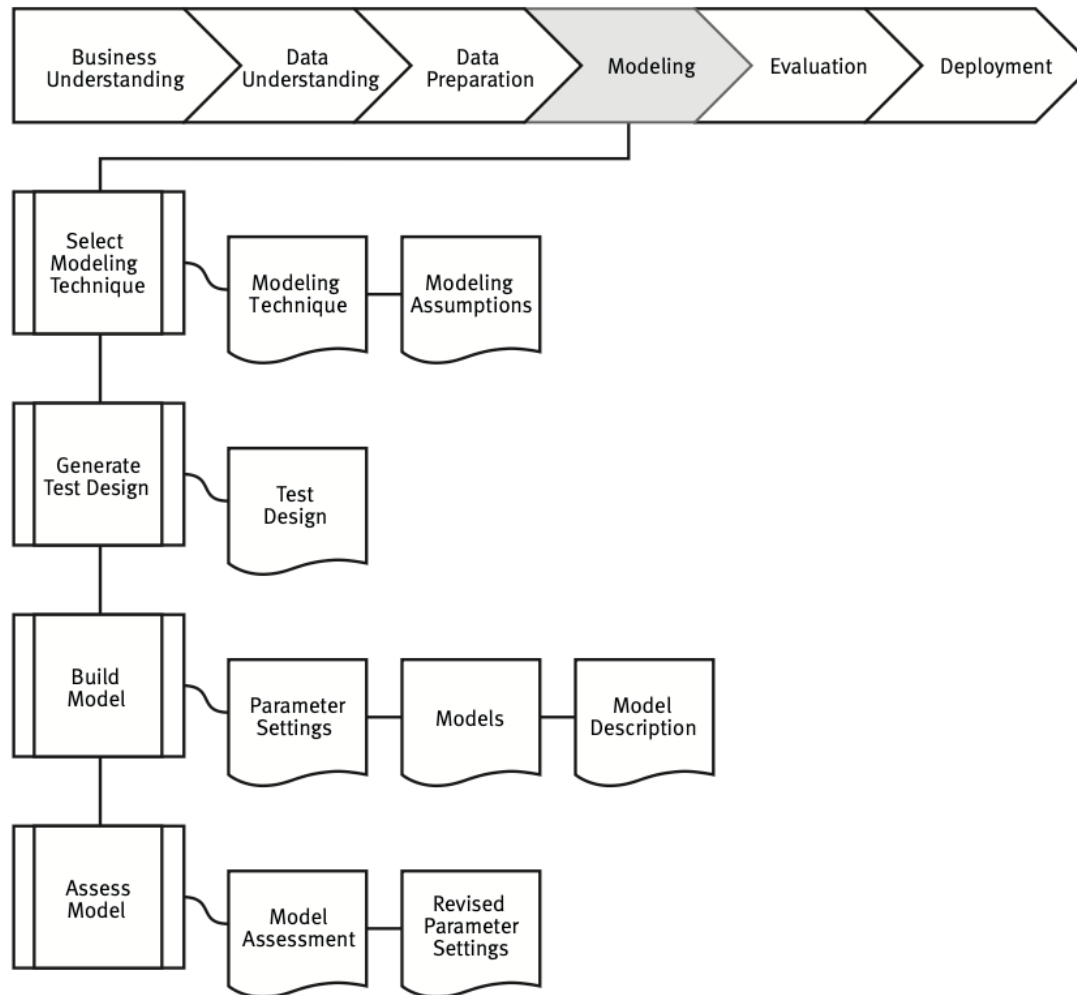 Business
Understanding
Data
Understanding
Data
Preparation
Modeling
Evaluation
Deployment
Select
Modeling
Technique
Modeling
Technique
Modeling
Assumptions
Generate
Test Design
Test
Design
Build
Model
Parameter
Settings
Models
Model
Description
Assess
Model
Model
Assessment
Revised
Parameter
Settings